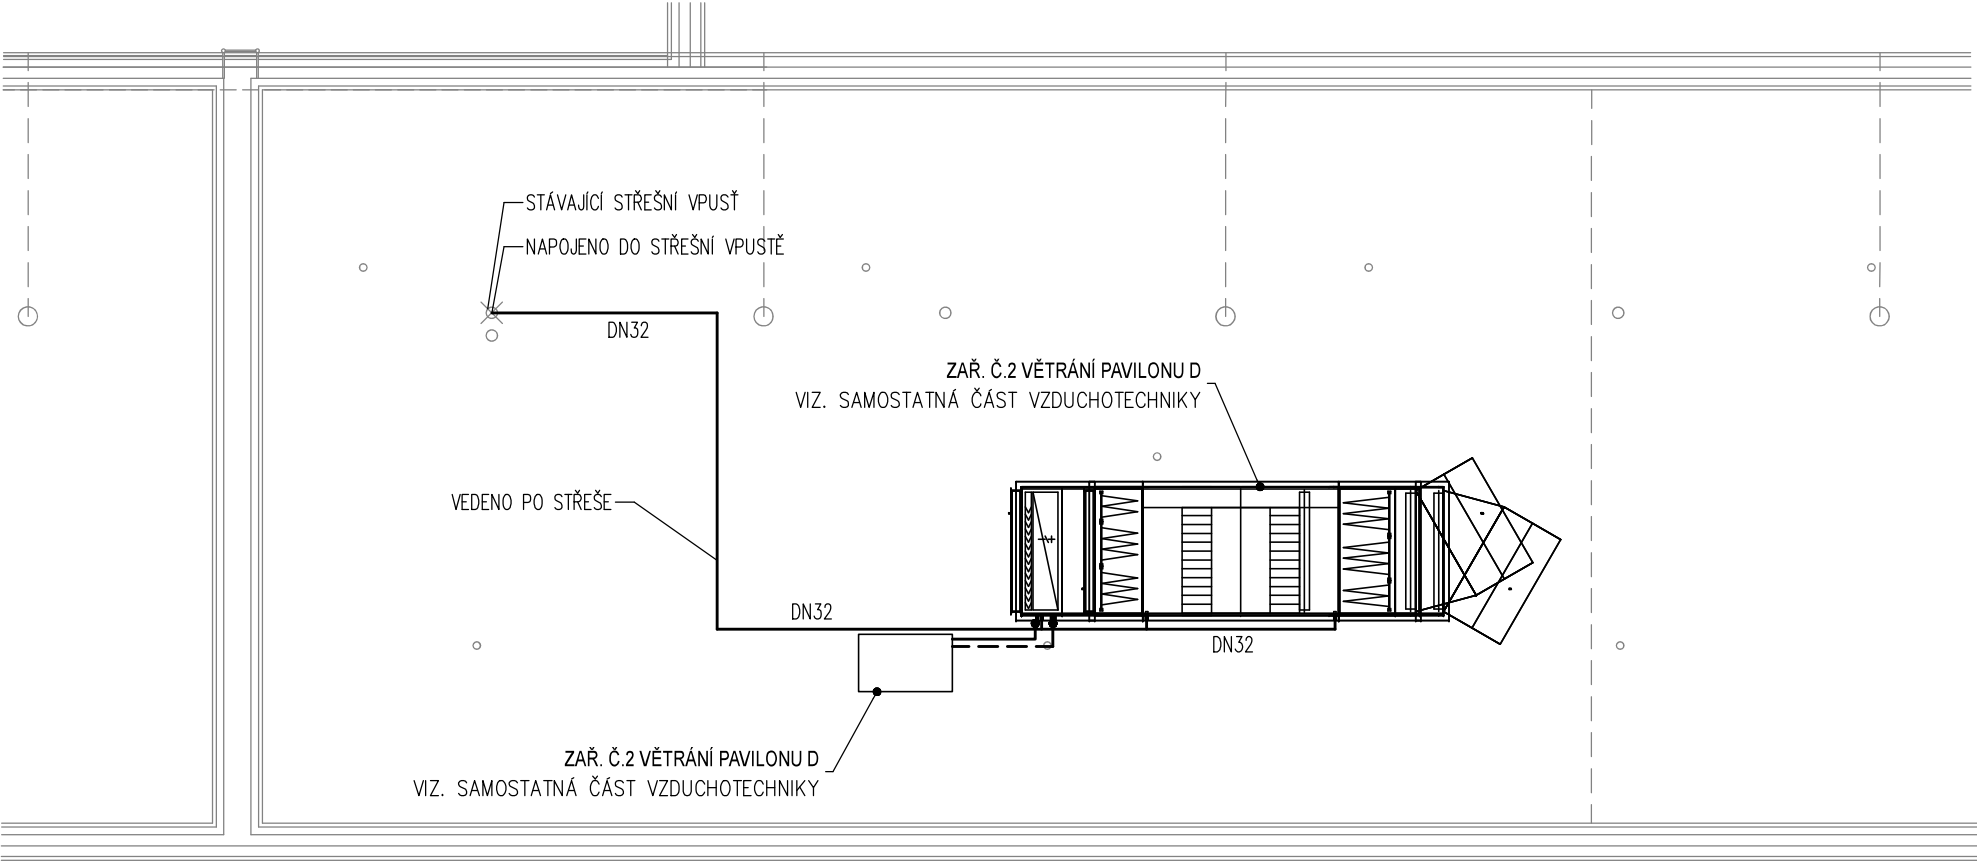 STÁVAJÍCÍ STŘEŠNÍ VPUSŤ
NAPOJENO DO STŘEŠNÍ VPUSTĚ
DN32
ZAŘ. Č.2 VĚTRÁNÍ PAVILONU D
VIZ. SAMOSTATNÁ ČÁST VZDUCHOTECHNIKY
VEDENO PO STŘEŠE
DN32
DN32
ZAŘ. Č.2 VĚTRÁNÍ PAVILONU D
VIZ. SAMOSTATNÁ ČÁST VZDUCHOTECHNIKY